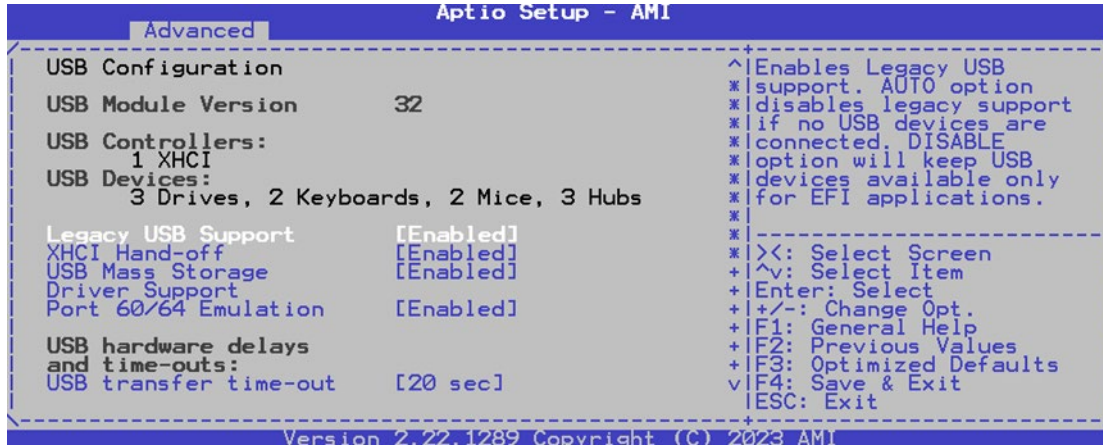 Aptio Setup - AMI
Advanced
USB Configuration
USB Module Version 32
USB Controllers:
1 XHCI
USB Devices:
3 Drives, 2 Keyboards, 2 Mice, 3 Hubs
Legacy USB Support [Enabled]
XHCI Hand-off [Enabled]
USB Mass Storage [Enabled]
Driver Support
Port 60/64 Emulation [Enabled]
USB hardware delays
and time-outs:
USB transfer time-out [20 sec]
Enables Legacy USB
support. AUTO option
disables legacy support
if no USB devices are
connected. DISABLE
option will keep USB
devices available only
for EFI applications.
><: Select Screen
^v: Select Item
Enter: Select
+/-: Change Opt.
F1: General Help
F2: Previous Values
F3: Optimized Defaults
F4: Save & Exit
ESC: Exit
Version 2.22.1289 Copyright (C) 2023 AMI